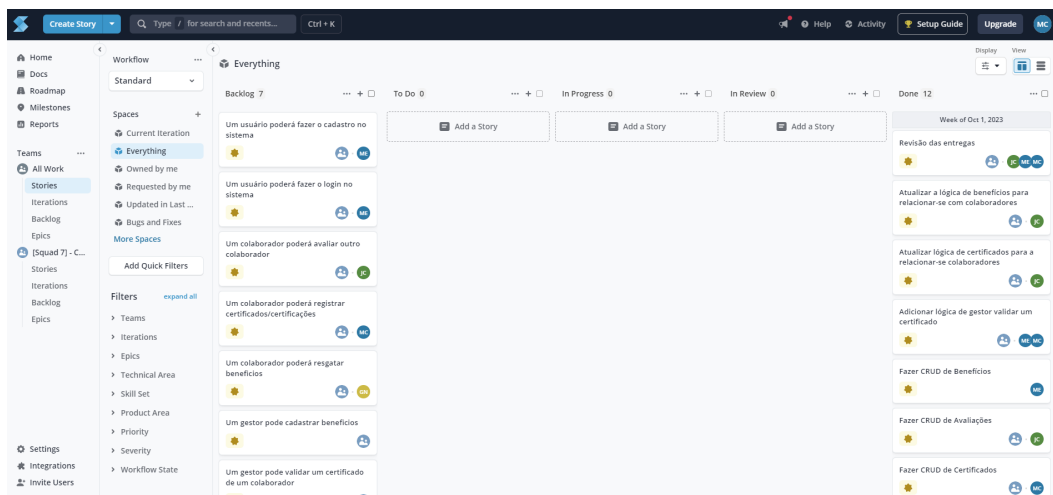 Create Story
Type / for search and recents...
Ctrl + K
Help
Activity
Setup Guide
Upgrade
MC
Home
Docs
Roadmap
Milestones
Reports
Teams
All Work
Stories
Iterations
Backlog
Epics
[Squad 7] - C...
Stories
Iterations
Backlog
Epics
Settings
Integrations
Invite Users
Workflow
Standard
Spaces
Current Iteration
Everything
Owned by me
Requested by me
Updated in Last ...
Bugs and Fixes
More Spaces
Add Quick Filters
Filters expand all
Teams
Iterations
Epics
Technical Area
Skill Set
Product Area
Priority
Severity
Workflow State
Everything
Display View
Backlog 7
Um usuário poderá fazer o cadastro no
sistema
ME
Um usuário poderá fazer o login no
sistema
ME
Um colaborador poderá avaliar outro
colaborador
JC
Um colaborador poderá registrar
certificados/certificações
MC
Um colaborador poderá resgatar
benefícios
GN
Um gestor pode cadastrar benefícios
Um gestor pode validar um certificado
de um colaborador
To Do 0
Add a Story
In Progress 0
Add a Story
In Review 0
Add a Story
Done 12
Week of Oct 1, 2023
Revisão das entregas
JC ME MC
Atualizar a lógica de benefícios para
relacionar-se com colaboradores
JC
Atualizar lógica de certificados para a
relacionar-se colaboradores
JC
Adicionar lógica de gestor validar um
certificado
ME MC
Fazer CRUD de Benefícios
ME
Fazer CRUD de Avaliações
JC
Fazer CRUD de Certificados
MC